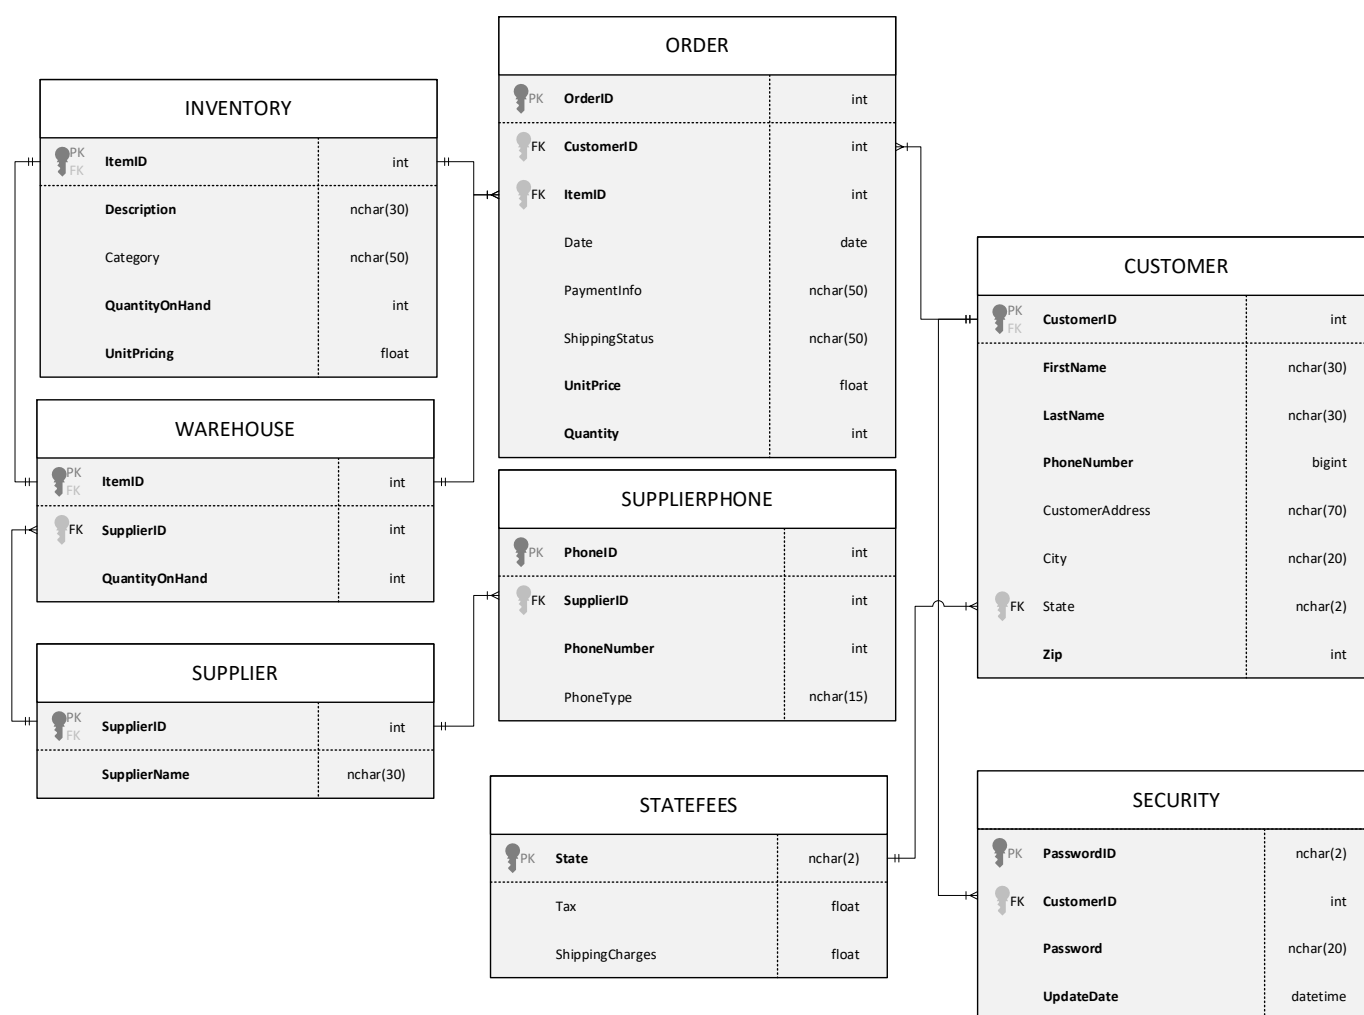 ORDER
PK OrderID int
FK CustomerID int
FK ItemID int
Date date
PaymentInfo nchar(50)
ShippingStatus nchar(50)
UnitPrice float
Quantity int
INVENTORY
PK FK ItemID int
Description nchar(30)
Category nchar(50)
QuantityOnHand int
UnitPricing float
CUSTOMER
PK FK CustomerID int
FirstName nchar(30)
LastName nchar(30)
PhoneNumber bigint
CustomerAddress nchar(70)
City nchar(20)
FK State nchar(2)
Zip int
WAREHOUSE
PK FK ItemID int
FK SupplierID int
QuantityOnHand int
SUPPLIERPHONE
PK PhoneID int
FK SupplierID int
PhoneNumber int
PhoneType nchar(15)
SUPPLIER
PK FK SupplierID int
SupplierName nchar(30)
STATEFEES
PK State nchar(2)
Tax float
ShippingCharges float
SECURITY
PK PasswordID nchar(2)
FK CustomerID int
Password nchar(20)
UpdateDate datetime